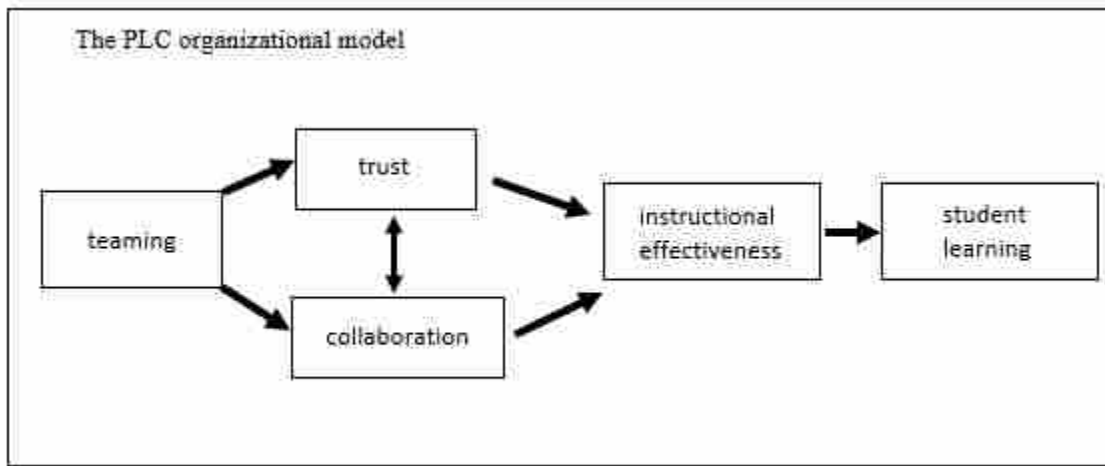 The PLC organizational model
trust
teaming
collaboration
instructional
effectiveness
student
learning